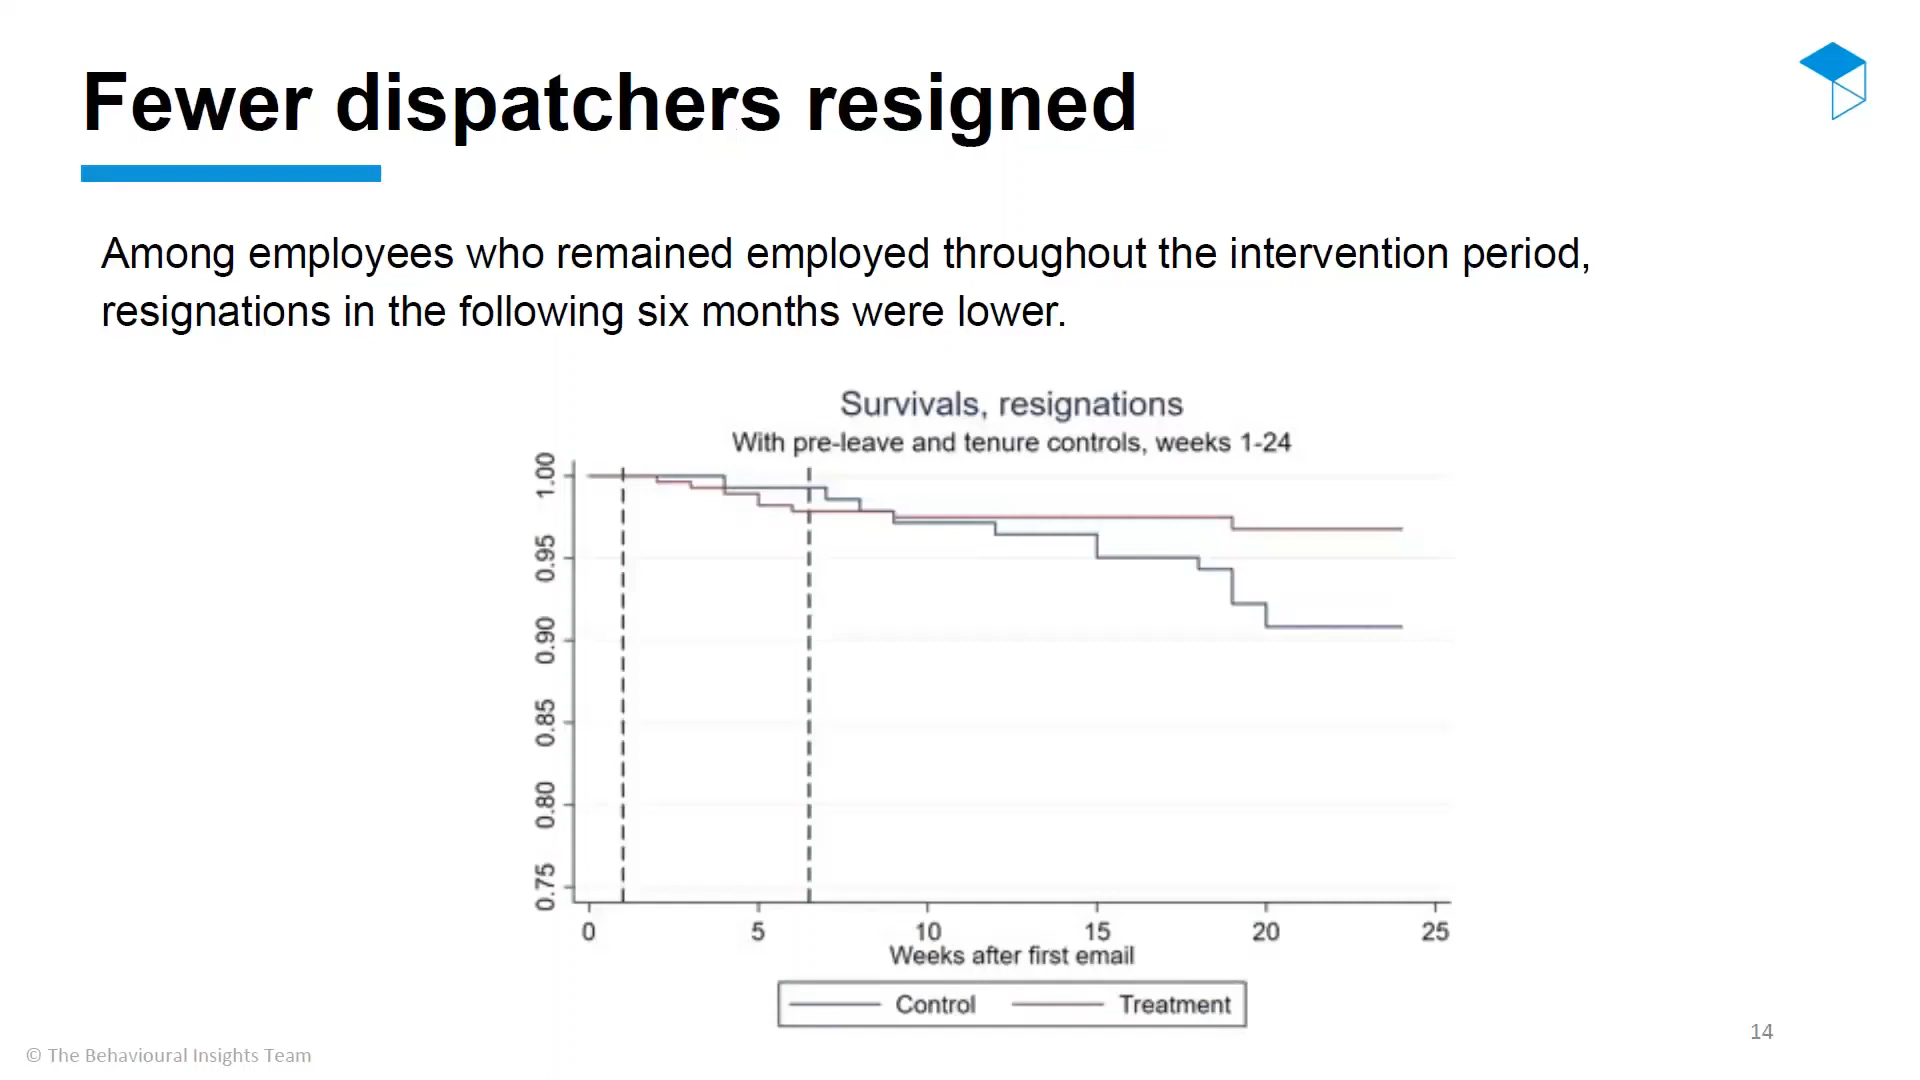 Fewer dispatchers resigned
Among employees who remained employed throughout the intervention period,
resignations in the following six months were lower.
Survivals, resignations
With pre-leave and tenure controls, weeks 1-24
1.00
0.95
0.90
0.85
0.80
0.75
0 5 10 15 20 25
Weeks after first email
Control Treatment
14
© The Behavioural Insights Team